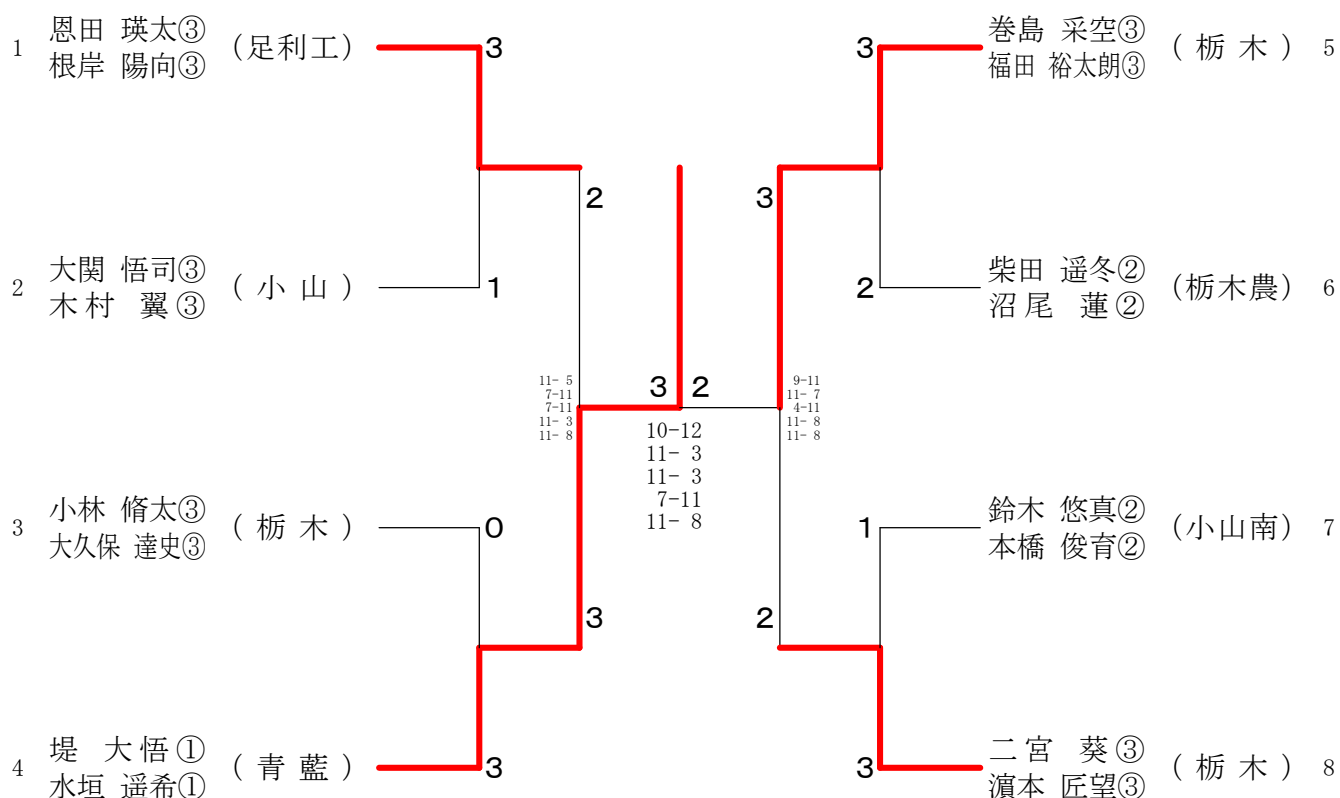 1 恩田 瑛太③ (足利工) 3
根岸 陽向③
2
2 大関 悟司③ (小山) 1
木村 翼③
11- 5
7-11
7-11
11- 3
11- 8
3 小林 脩太③ (栃木) 0
大久保 達史③
3
4 堤 大悟① (青藍) 3
水垣 遥希①
3 2
10-12
11- 3
11- 3
7-11
11- 8
3 巻島 采空③ (栃木) 5
福田 裕太朗③
3
2 柴田 遥冬② (栃木農) 6
沼尾 蓮②
9-11
11- 7
4-11
11- 8
11- 8
1 鈴木 悠真② (小山南) 7
本橋 俊育②
2
3 二宮 葵③ (栃木) 8
濵本 匠望③